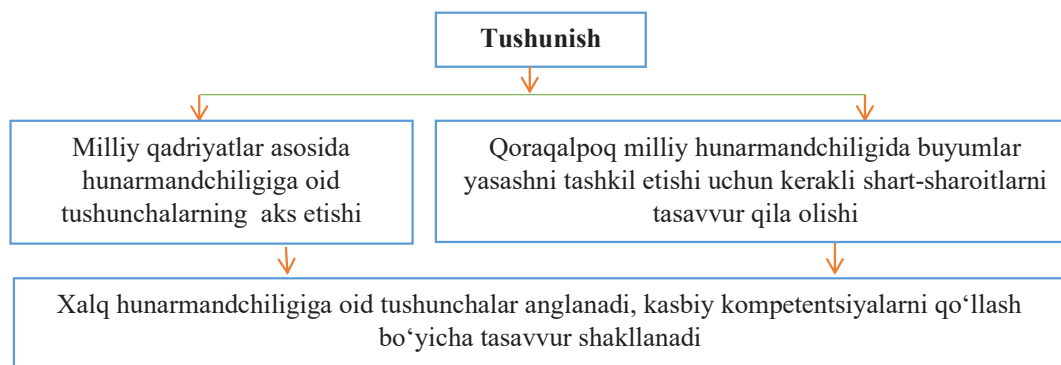 Tushunish
Milliy qadriyatlar asosida
hunarmandchiligiga oid
tushunchalarning aks etishi
Qoraqalpoq milliy hunarmandchiligida buyumlar
yasashni tashkil etishi uchun kerakli shart-sharoitlarni
tasavvur qila olishi
Xalq hunarmandchiligiga oid tushunchalar anglanadi, kasbiy kompetentsiyalarni qo‘llash
bo‘yicha tasavvur shakllanadi